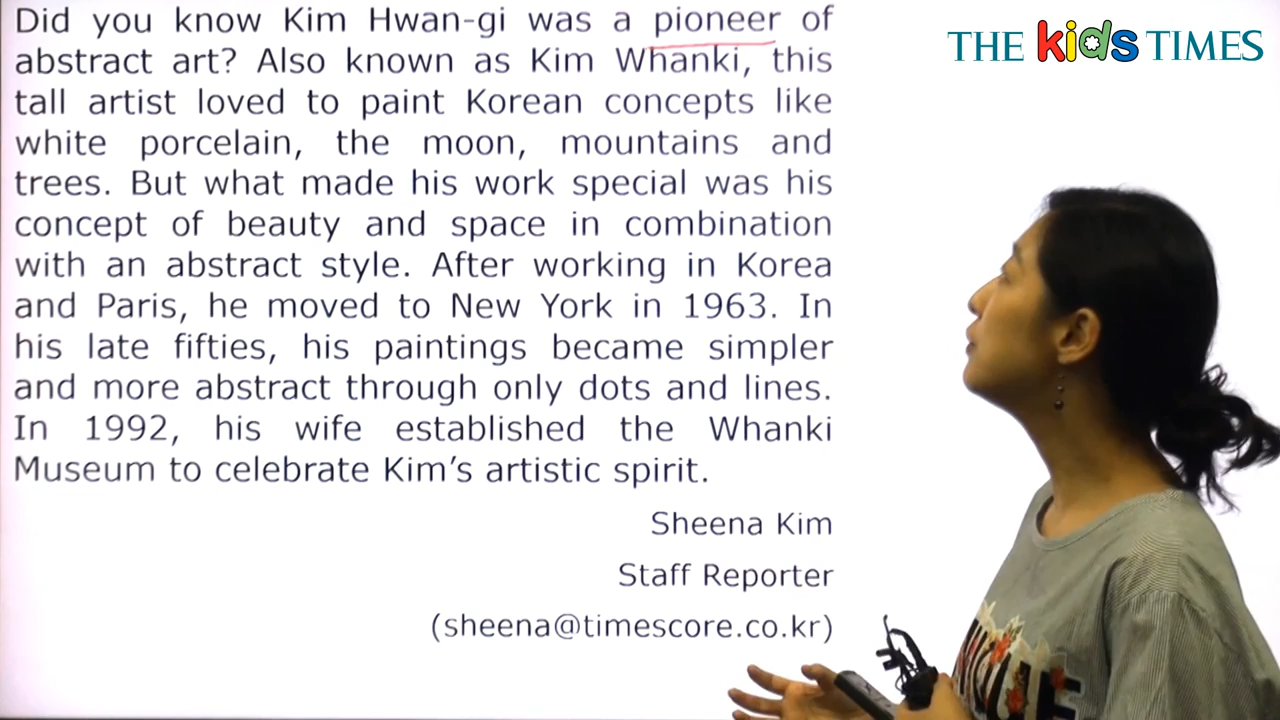 Did you know Kim Hwan-gi was a pioneer of
abstract art? Also known as Kim Whanki, this
tall artist loved to paint Korean concepts like
white porcelain, the moon, mountains and
trees. But what made his work special was his
concept of beauty and space in combination
with an abstract style. After working in Korea
and Paris, he moved to New York in 1963. In
his late fifties, his paintings became simpler
and more abstract through only dots and lines.
In 1992, his wife established the Whanki
Museum to celebrate Kim's artistic spirit.
Sheena Kim
Staff Reporter
(sheena@timescore.co.kr)
THE kids TIMES